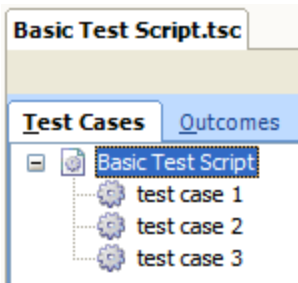 Basic Test Script.tsc
Test Cases Outcomes
Basic Test Script
test case 1
test case 2
test case 3